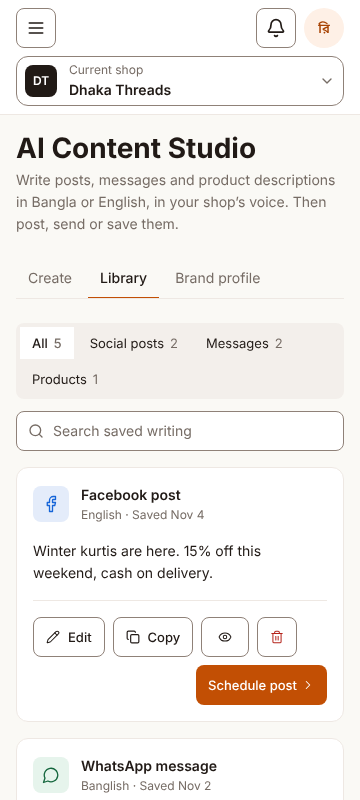 রি
DT
Current shop
Dhaka Threads
AI Content Studio
Write posts, messages and product descriptions
in Bangla or English, in your shop's voice. Then
post, send or save them.
Create Library Brand profile
All 5 Social posts 2 Messages 2
Products 1
Search saved writing
Facebook post
English · Saved Nov 4
Winter kurtis are here. 15% off this
weekend, cash on delivery.
Edit Copy
Schedule post
WhatsApp message
Banglish · Saved Nov 2